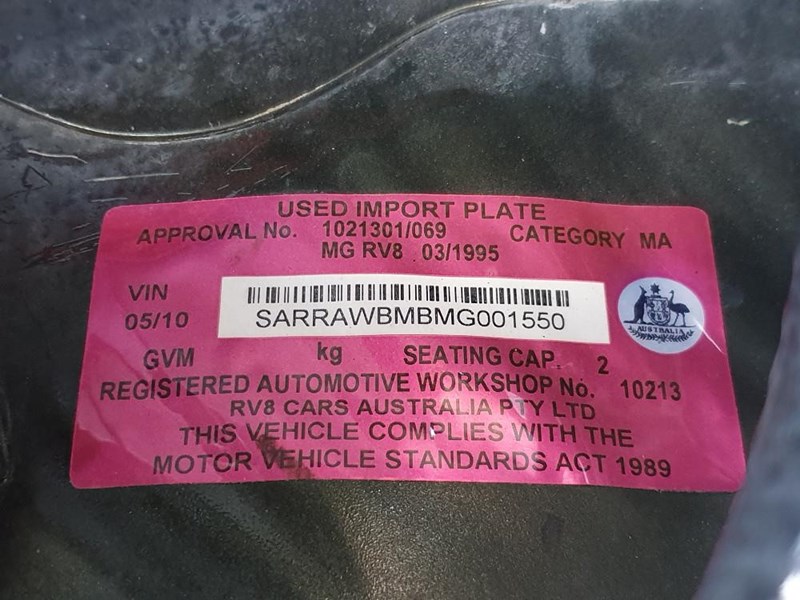 USED IMPORT PLATE
APPROVAL No. 1021301/069 CATEGORY MA
MG RV8 03/1995
VIN
05/10
SARRAWBMBMG001550
AUSTRALIA
GVM kg SEATING CAP. 2
REGISTERED AUTOMOTIVE WORKSHOP No. 10213
RV8 CARS AUSTRALIA PTY LTD
THIS VEHICLE COMPLIES WITH THE
MOTOR VEHICLE STANDARDS ACT 1989